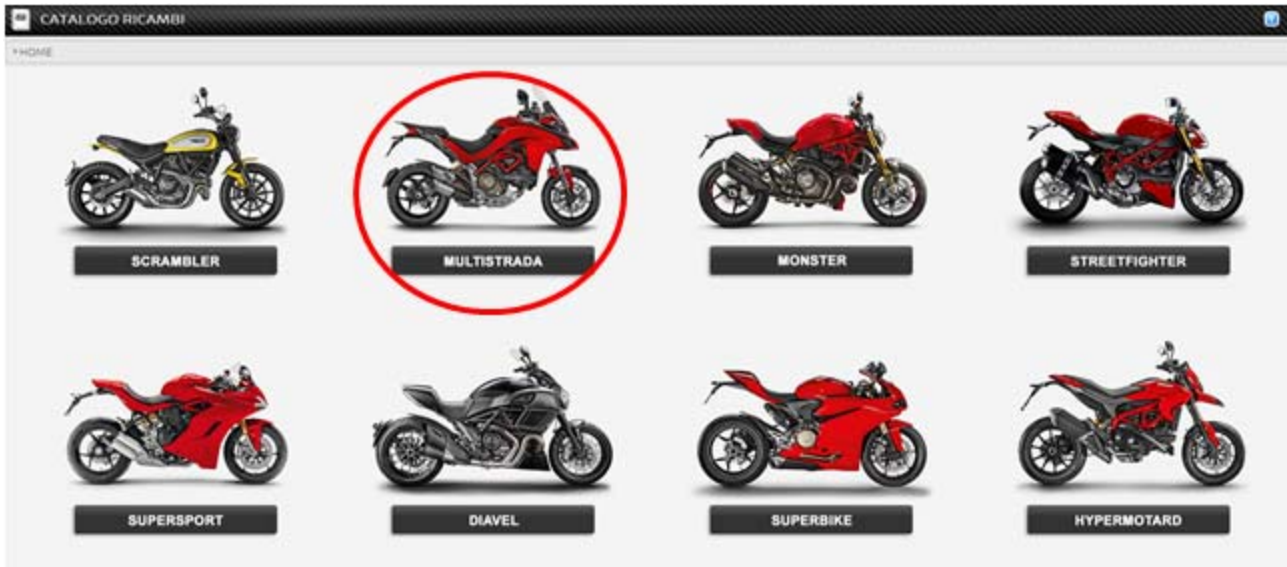 CATALOGO RICAMBI
HOME
SCRAMBLER
MULTISTRADA
MONSTER
STREETFIGHTER
SUPERSPORT
DIAVEL
SUPERBIKE
HYPERMOTARD